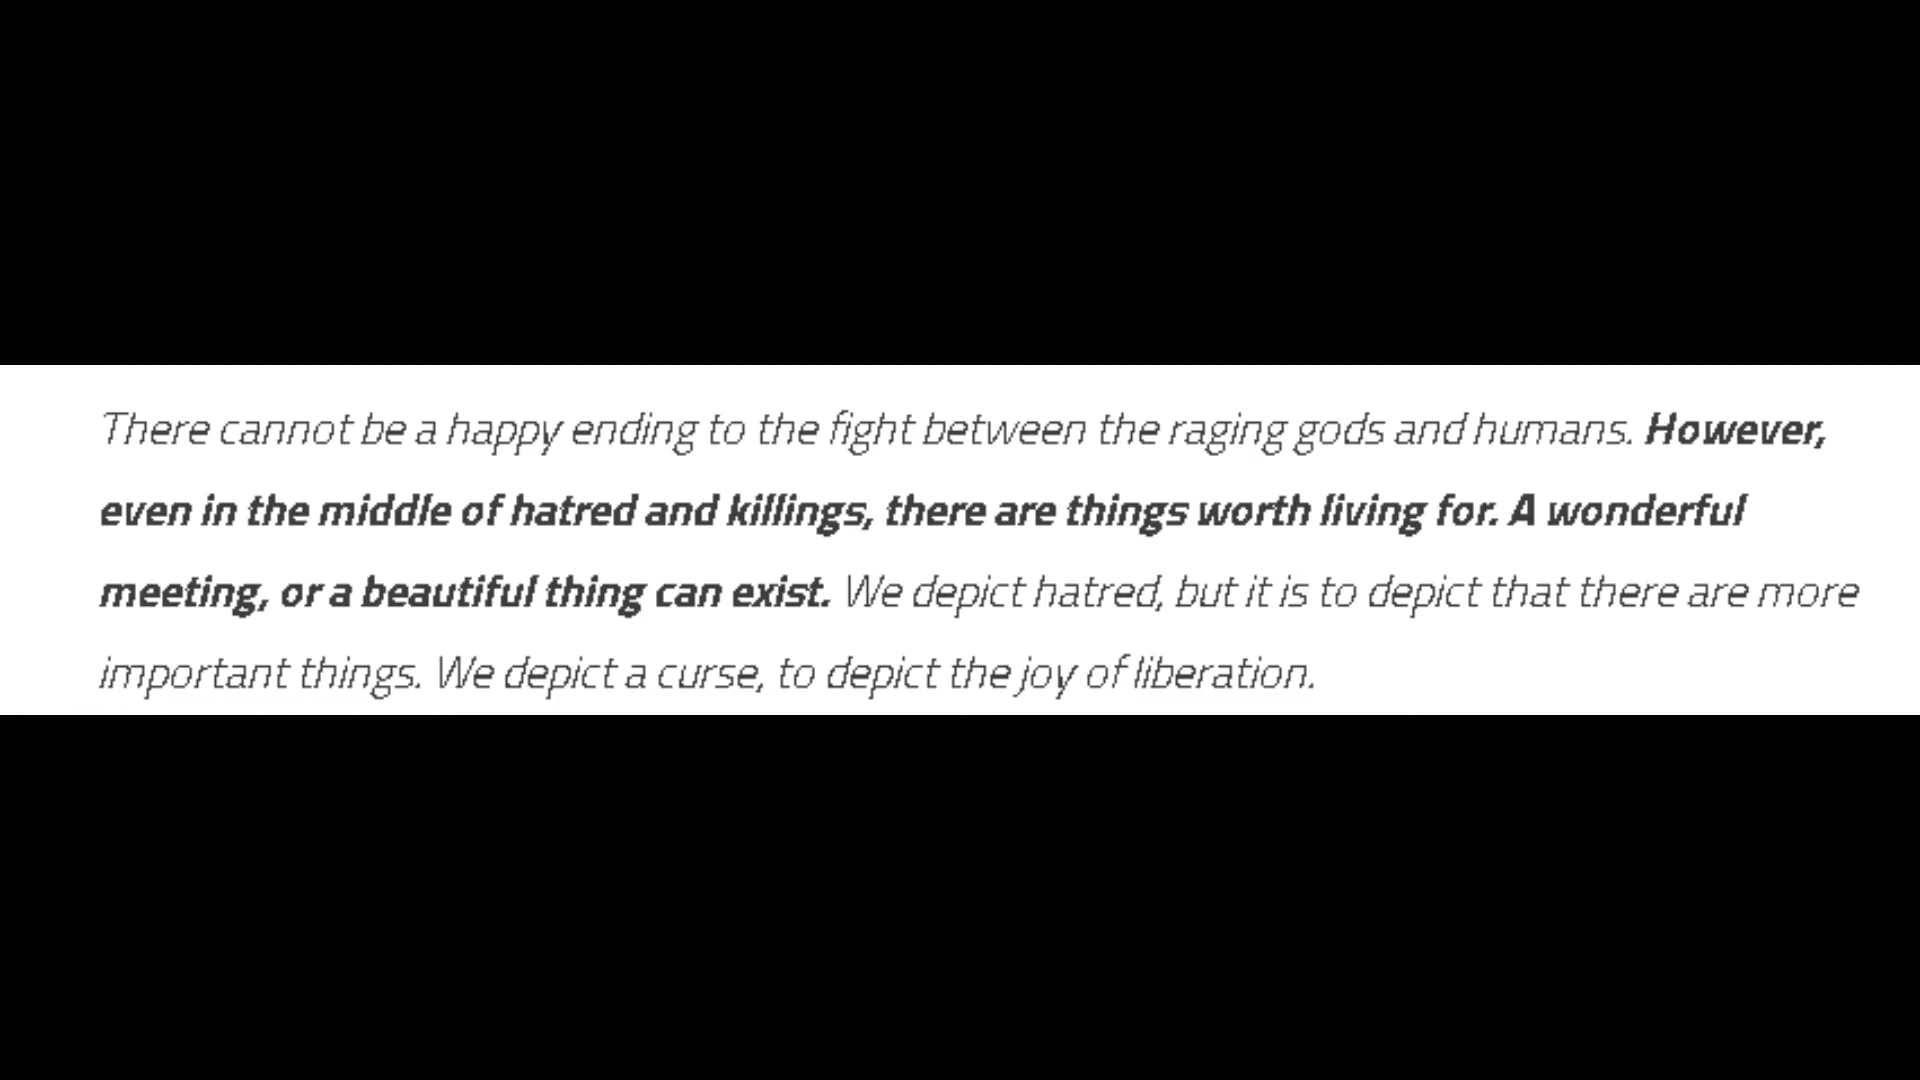 There cannot be a happy ending to the fight between the raging gods and humans. However,
even in the middle of hatred and killings, there are things worth living for. A wonderful
meeting, or a beautiful thing can exist. We depict hatred, but it is to depict that there are more
important things. We depict a curse, to depict the joy of liberation.